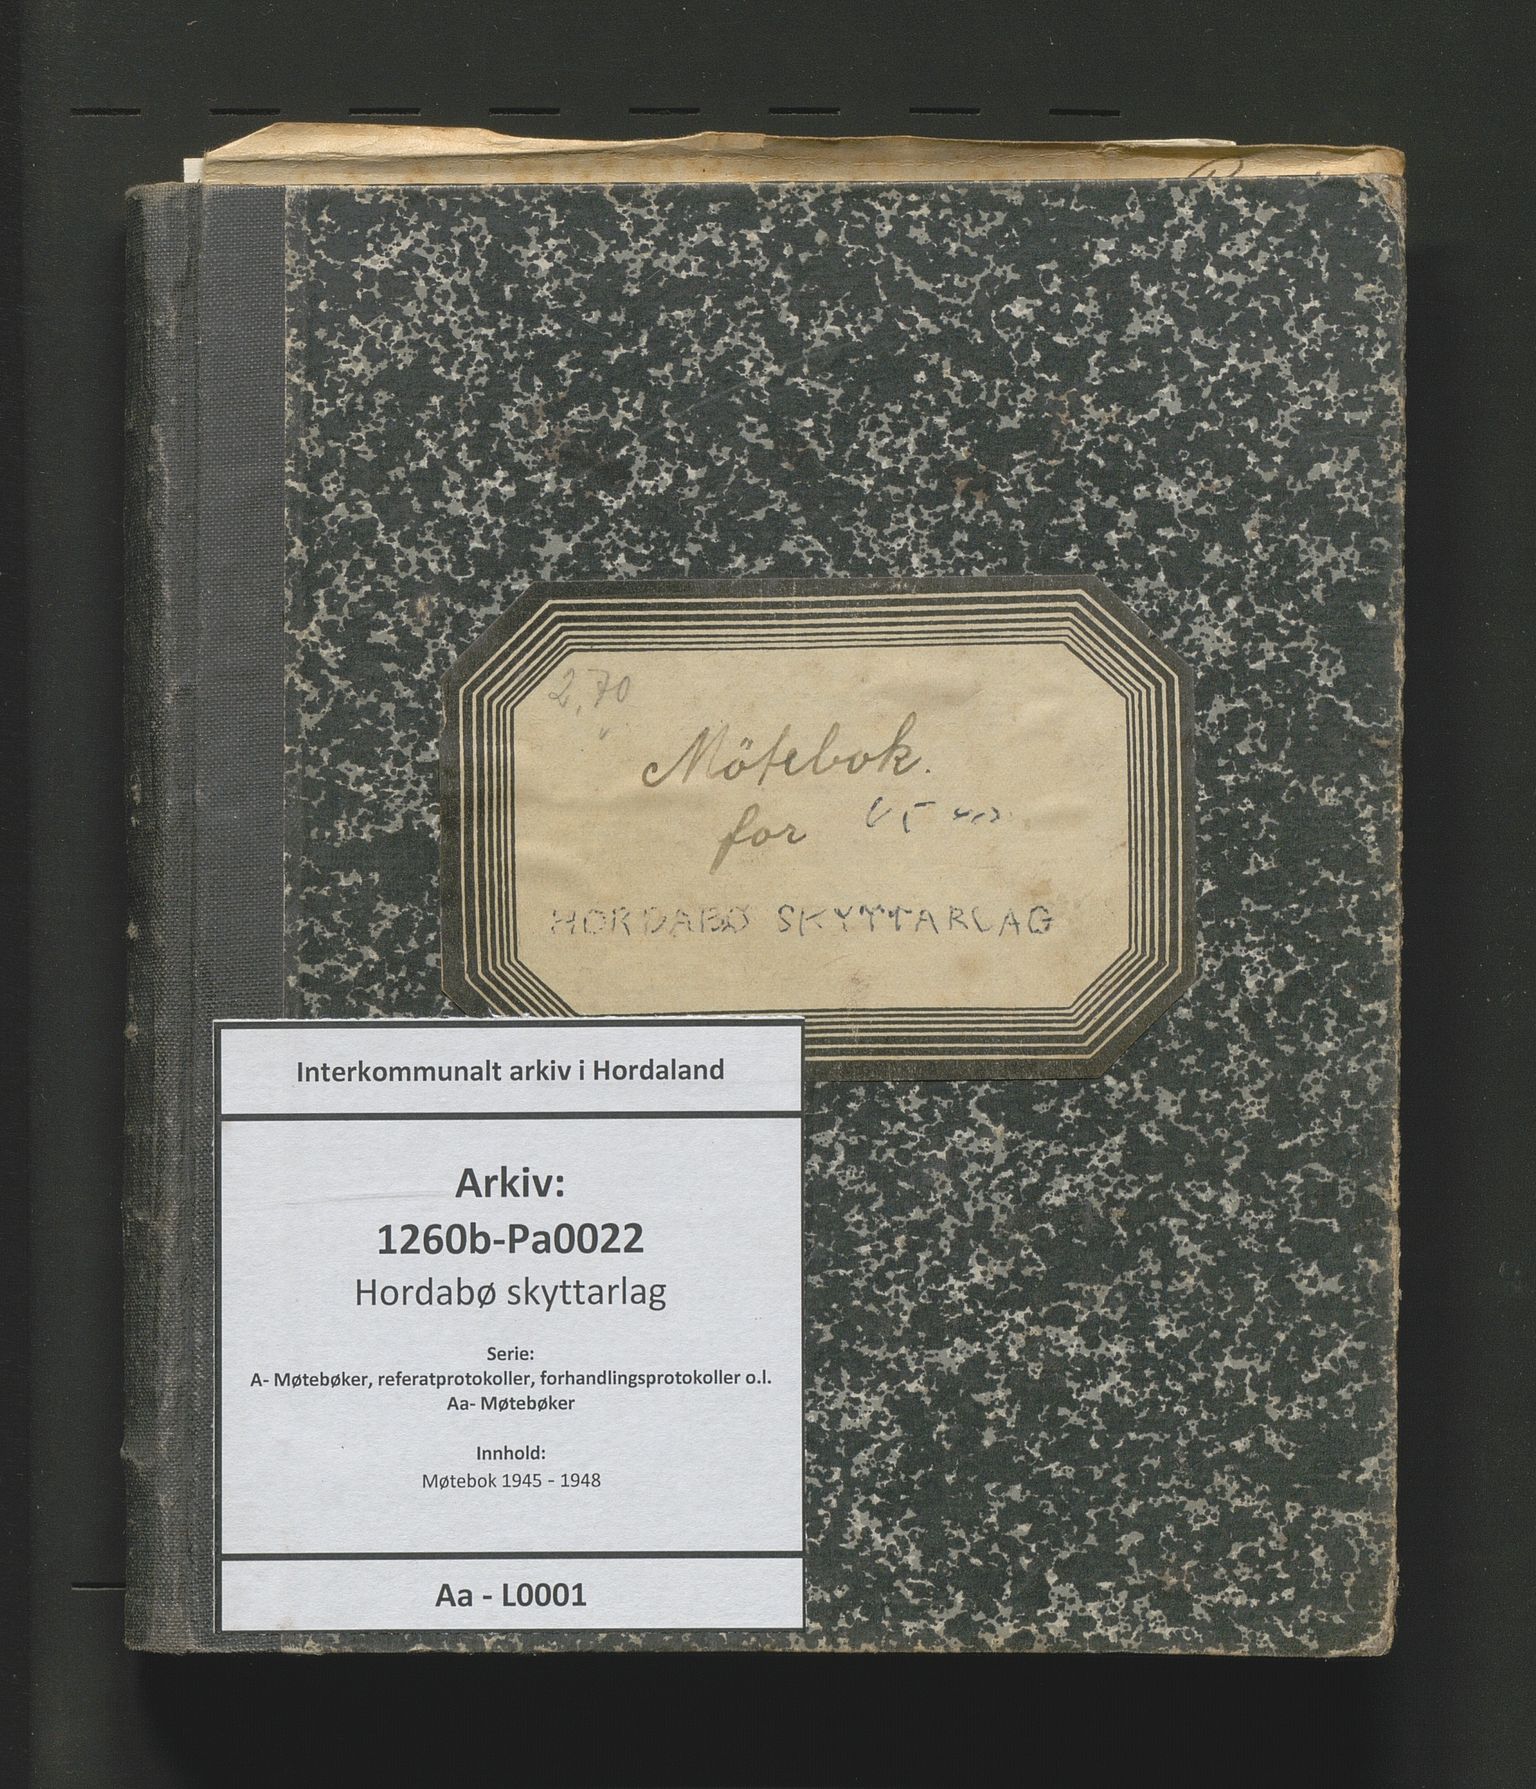 2,70
Mötebok.
for
HORDABØ SKYTTARLAG
Interkommunalt arkiv i Hordaland
Arkiv:
1260b-Pa0022
Hordabø skyttarlag
Serie:
A- Møtebøker, referatprotokoller, forhandlingsprotokoller o.l.
Aa- Møtebøker
Innhold:
Møtebok 1945 - 1948
Aa - L0001